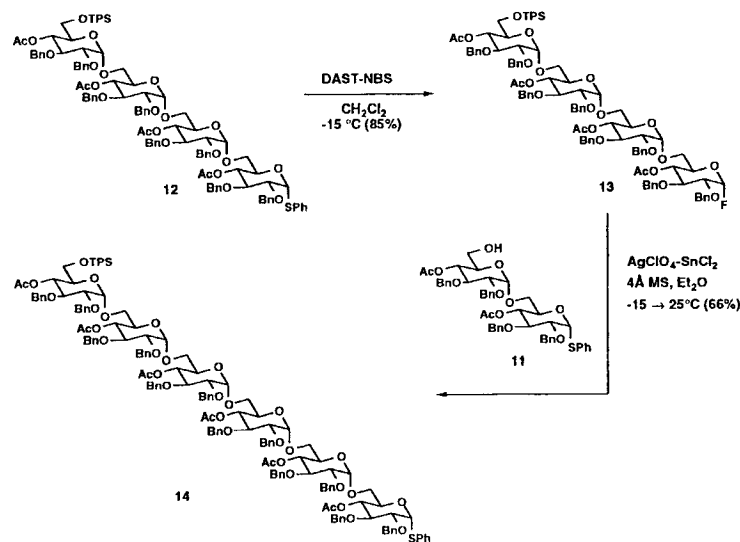 OTPS
AcO O
BnO
BnO O
AcO O
BnO
BnO O
AcO O
BnO
BnO O
AcO O
BnO
BnO
SPh
12
DAST-NBS
CH2Cl2
-15 °C (85%)
OTPS
AcO O
BnO
BnO O
AcO O
BnO
BnO O
AcO O
BnO
BnO O
AcO O
BnO
BnO
F
13
OH
AcO O
BnO
BnO O
AcO O
BnO
BnO
SPh
11
AgClO4-SnCl2
4Å MS, Et2O
-15 → 25°C (66%)
OTPS
AcO O
BnO
BnO O
AcO O
BnO
BnO O
AcO O
BnO
BnO O
AcO O
BnO
BnO O
AcO O
BnO
BnO O
AcO O
BnO
BnO
SPh
14